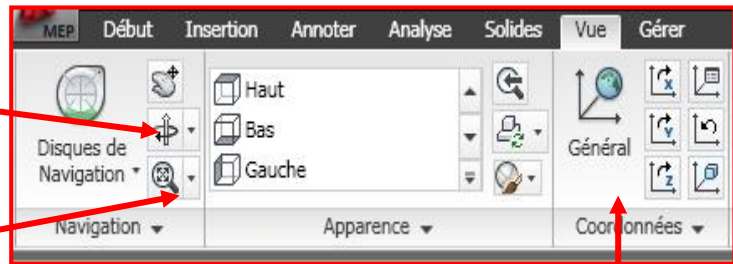 MEP Début Insertion Annoter Analyse Solides Vue Gérer
Haut
Bas
Gauche
Disques de
Navigation
Général
X
Y
Z
Navigation Apparence Coordonnées